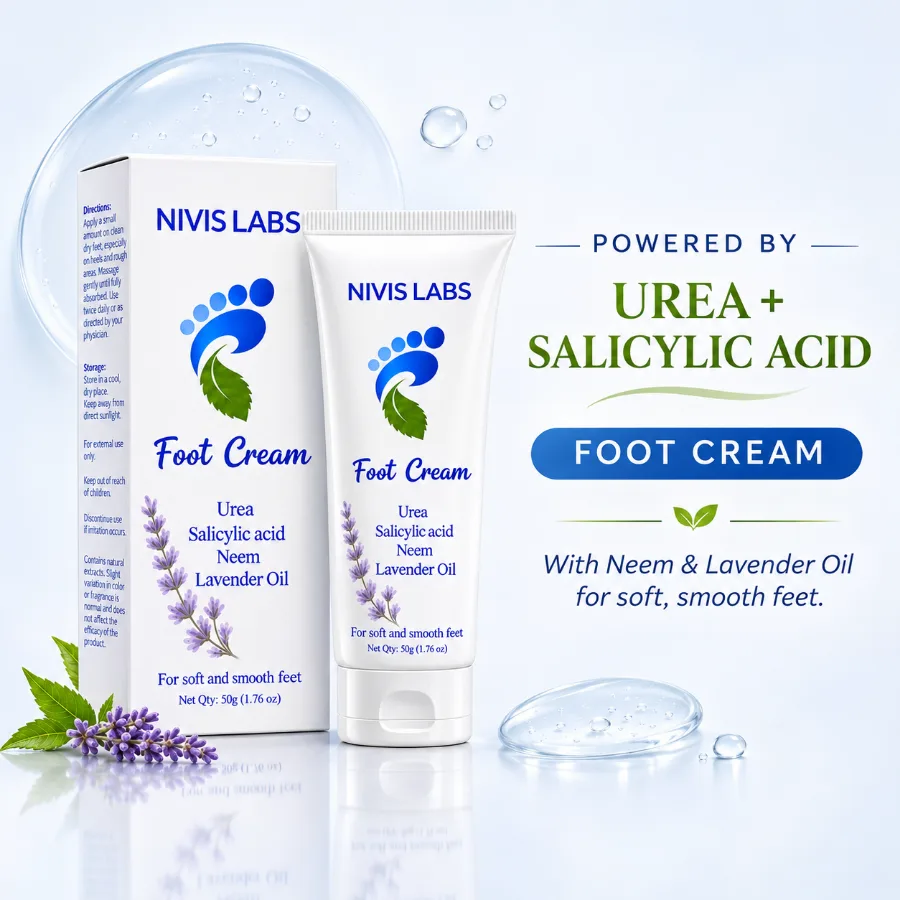 Directions:
Apply a small
amount on clean
dry feet, especially
on heels and rough
areas. Massage
gently until fully
absorbed. Use
twice daily or as
directed by your
physician.
Storage:
Store in a cool,
dry place.
Keep away from
direct sunlight.
For external use
only.
Keep out of reach
of children.
Discontinue use
if irritation occurs.
Contains natural
extracts. Slight
variation in color
or fragrance is
normal and does
not affect the
efficacy of the
product.
NIVIS LABS
Foot Cream
Urea
Salicylic acid
Neem
Lavender Oil
For soft and smooth feet
Net Qty: 50g (1.76 oz)
NIVIS LABS
Foot Cream
Urea
Salicylic acid
Neem
Lavender Oil
For soft and smooth feet
Net Qty: 50g (1.76 oz)
POWERED BY
UREA +
SALICYLIC ACID
FOOT CREAM
With Neem & Lavender Oil
for soft, smooth feet.